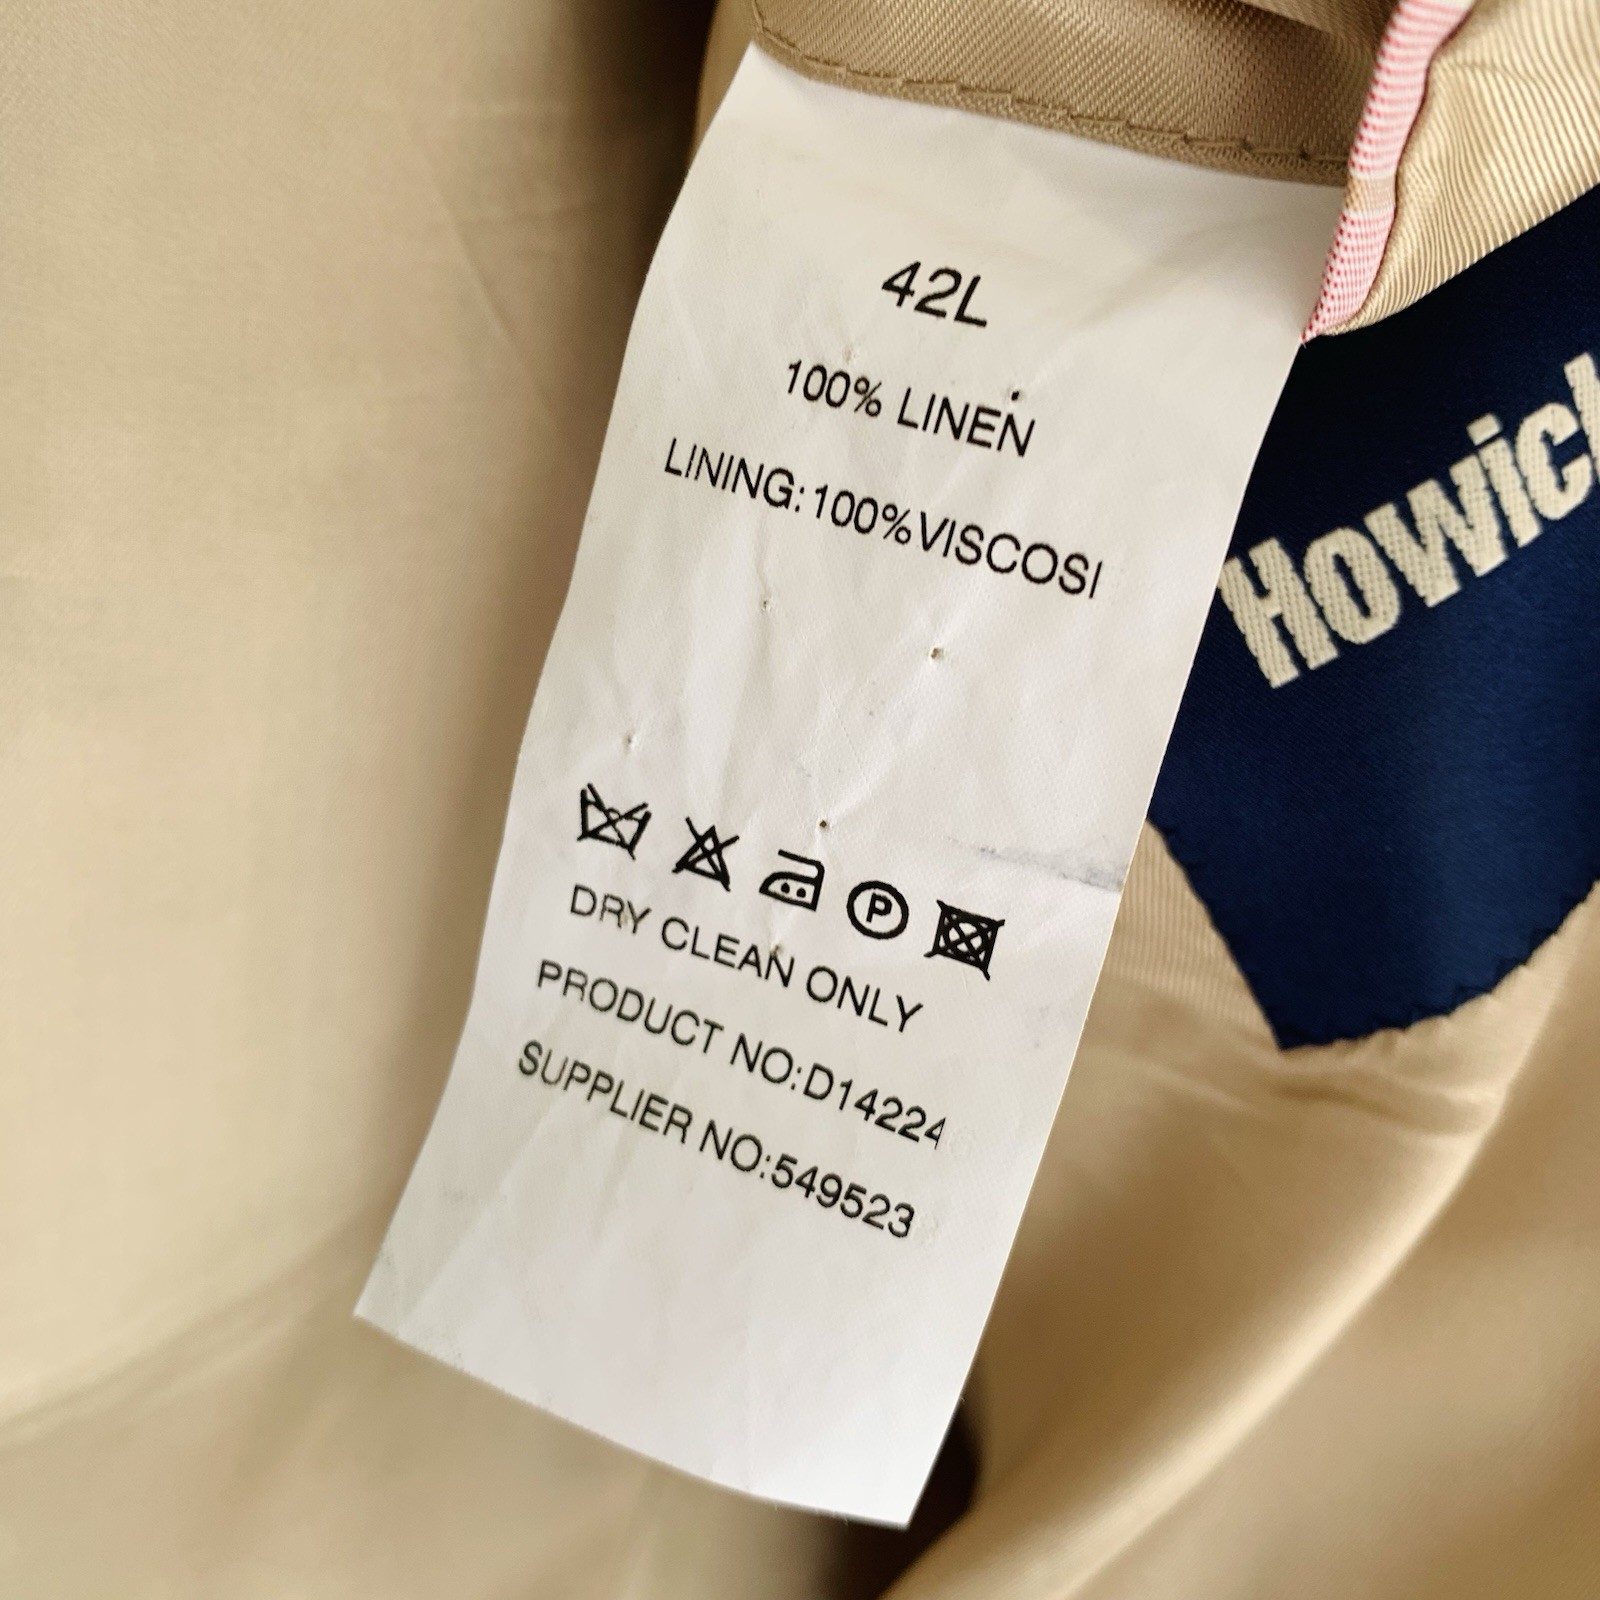 42L
100% LINEN
LINING:100%VISCOSI
P
DRY CLEAN ONLY
PRODUCT NO:D14224
SUPPLIER NO:549523
Howick